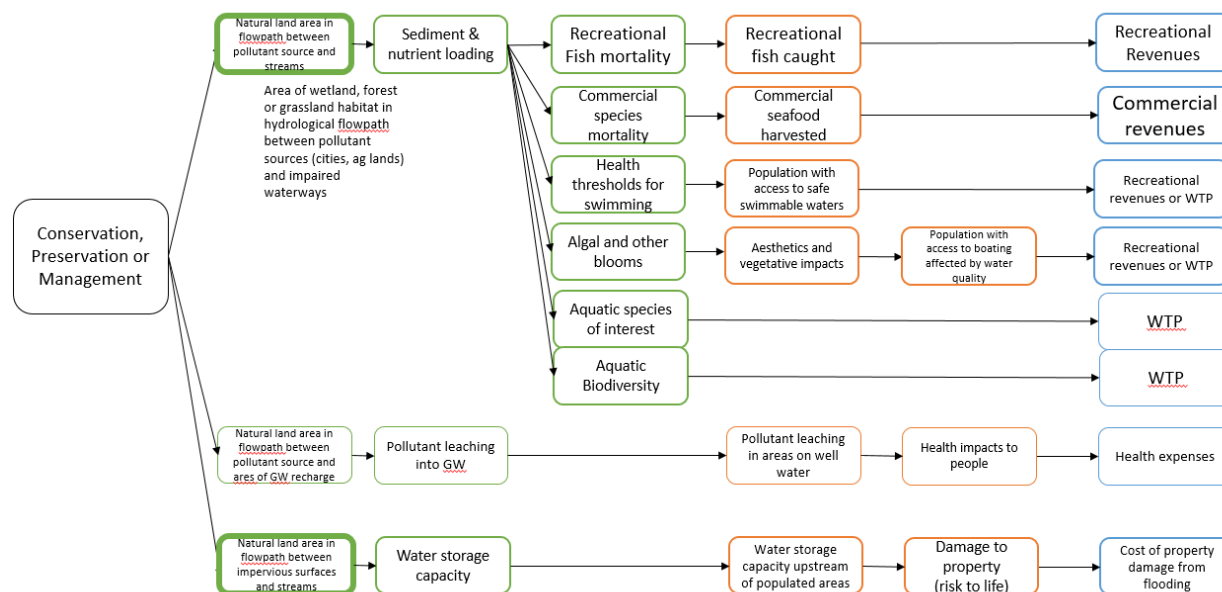 Natural land area in
flowpath between
pollutant source and
streams
Sediment &
nutrient loading
Recreational
Fish mortality
Recreational
fish caught
Recreational
Revenues
Area of wetland, forest
or grassland habitat in
hydrological flowpath
between pollutant
sources (cities, ag lands)
and impaired
waterways
Commercial
species
mortality
Commercial
seafood
harvested
Commercial
revenues
Health
thresholds for
swimming
Population with
access to safe
swimmable waters
Recreational
revenues or WTP
Conservation,
Preservation or
Management
Algal and other
blooms
Aesthetics and
vegetative impacts
Population with
access to boating
affected by water
quality
Recreational
revenues or WTP
Aquatic species
of interest
WTP
Aquatic
Biodiversity
WTP
Natural land area in
flowpath between
pollutant source and
ares of GW recharge
Pollutant leaching
into GW
Pollutant leaching
in areas on well
water
Health impacts to
people
Health expenses
Natural land area in
flowpath between
impervious surfaces
and streams
Water storage
capacity
Water storage
capacity upstream
of populated areas
Damage to
property
(risk to life)
Cost of property
damage from
flooding